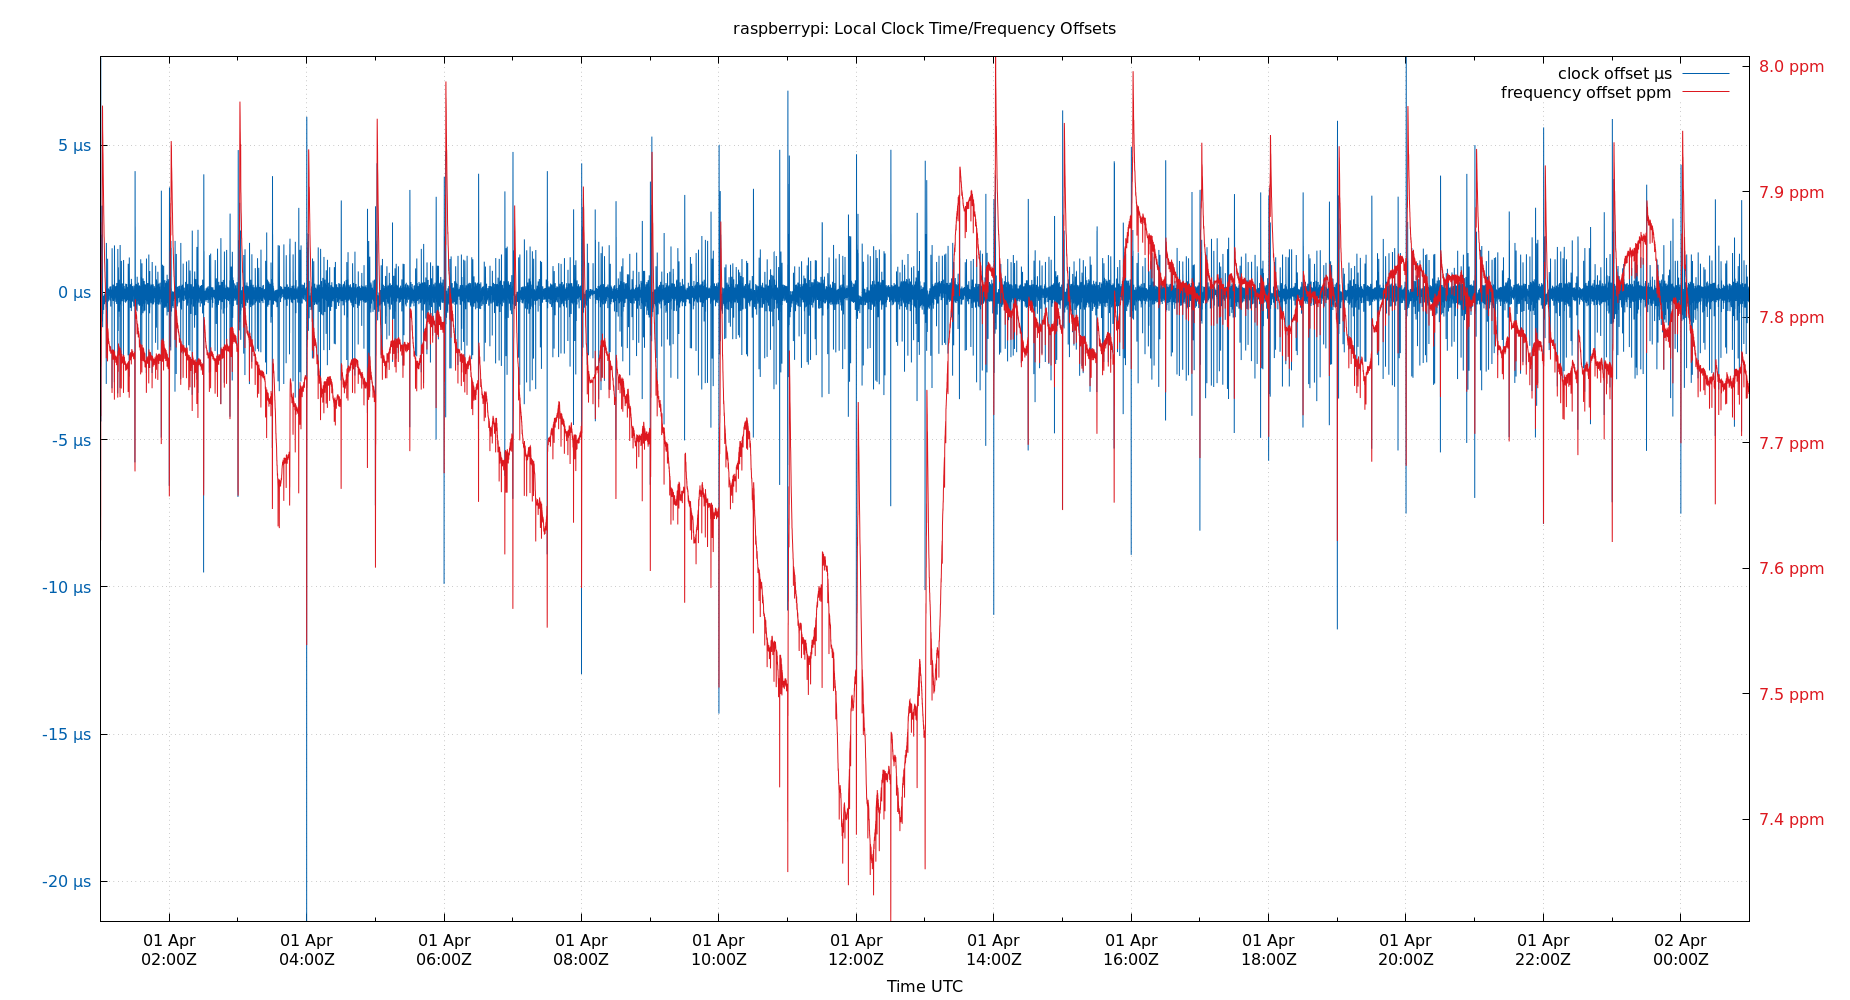 raspberrypi: Local Clock Time/Frequency Offsets
clock offset µs
frequency offset ppm
5 µs
0 µs
-5 µs
-10 µs
-15 µs
-20 µs
8.0 ppm
7.9 ppm
7.8 ppm
7.7 ppm
7.6 ppm
7.5 ppm
7.4 ppm
01 Apr 01 Apr 01 Apr 01 Apr 01 Apr 01 Apr 01 Apr 01 Apr 01 Apr 01 Apr 01 Apr 02 Apr
02:00Z 04:00Z 06:00Z 08:00Z 10:00Z 12:00Z 14:00Z 16:00Z 18:00Z 20:00Z 22:00Z 00:00Z
Time UTC